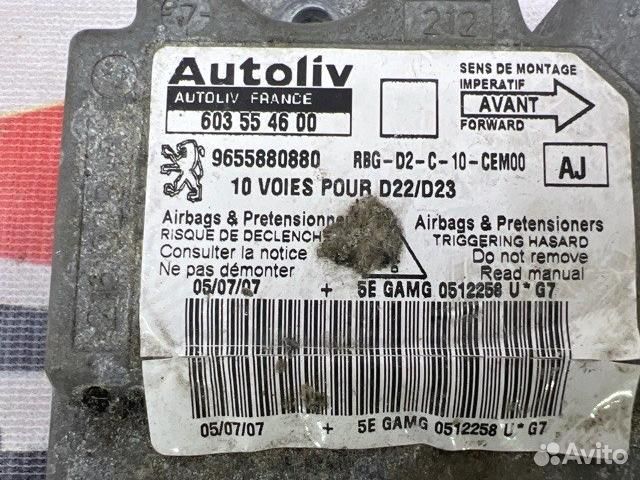 212
Autoliv
AUTOLIV FRANCE
603 55 46 00
SENS DE MONTAGE
IMPERATIF
AVANT
FORWARD
9655880880 RBG-D2-C-10-CEM00
AJ
10 VOIES POUR D22/D23
Airbags & Pretensionne
RISQUE DE DECLENCHE
Consulter la notice
Ne pas démonter
Airbags & Pretensioners
TRIGGERING HASARD
Do not remove
Read manual
05/07/07 + 5E GAMG 0512258 U * G7
05/07/07 + 5E GAMG 0512258 U * G7
Avito